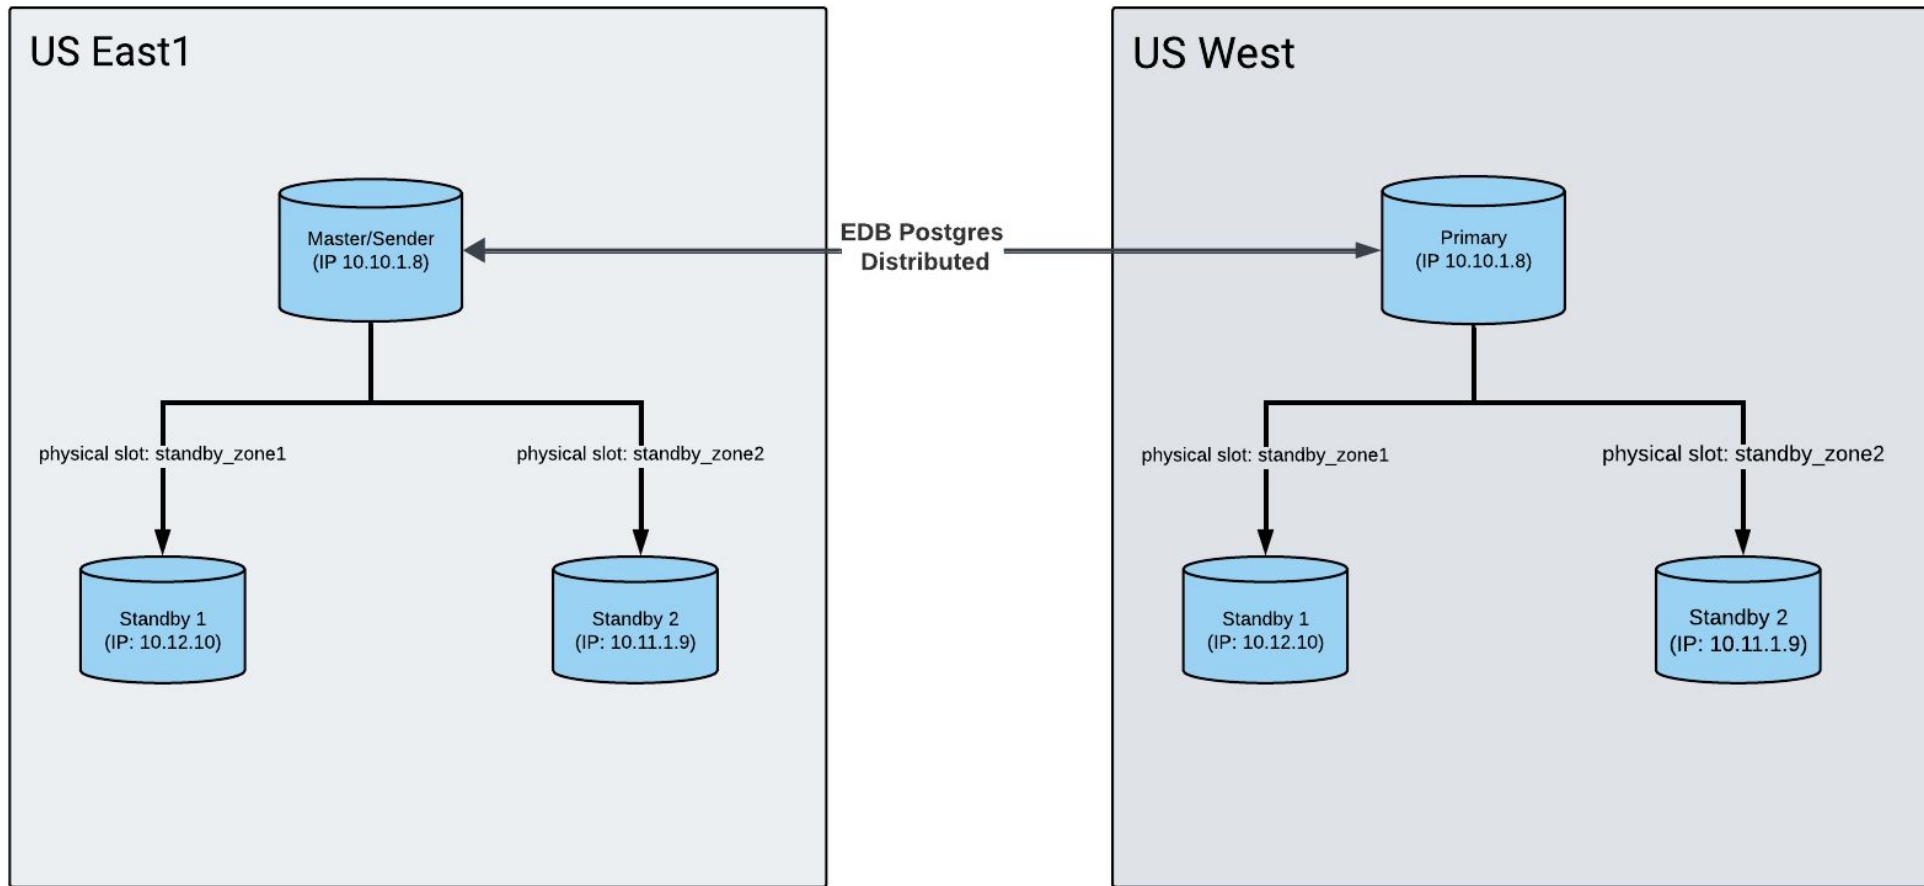 US East1
US West
Master/Sender
(IP 10.10.1.8)
EDB Postgres
Distributed
Primary
(IP 10.10.1.8)
physical slot: standby_zone1
physical slot: standby_zone2
physical slot: standby_zone1
physical slot: standby_zone2
Standby 1
(IP: 10.12.10)
Standby 2
(IP: 10.11.1.9)
Standby 1
(IP: 10.12.10)
Standby 2
(IP: 10.11.1.9)